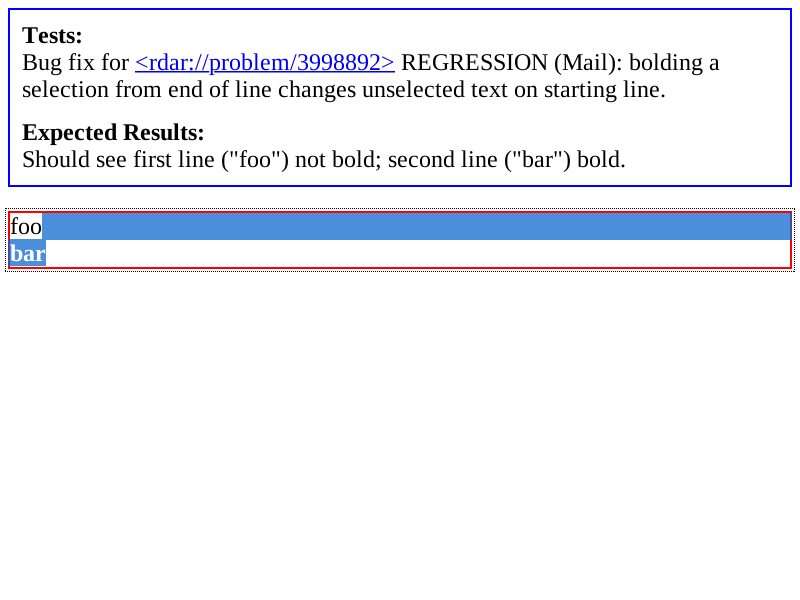 Tests:
Bug fix for <rdar://problem/3998892> REGRESSION (Mail): bolding a
selection from end of line changes unselected text on starting line.
Expected Results:
Should see first line ("foo") not bold; second line ("bar") bold.
foo
bar